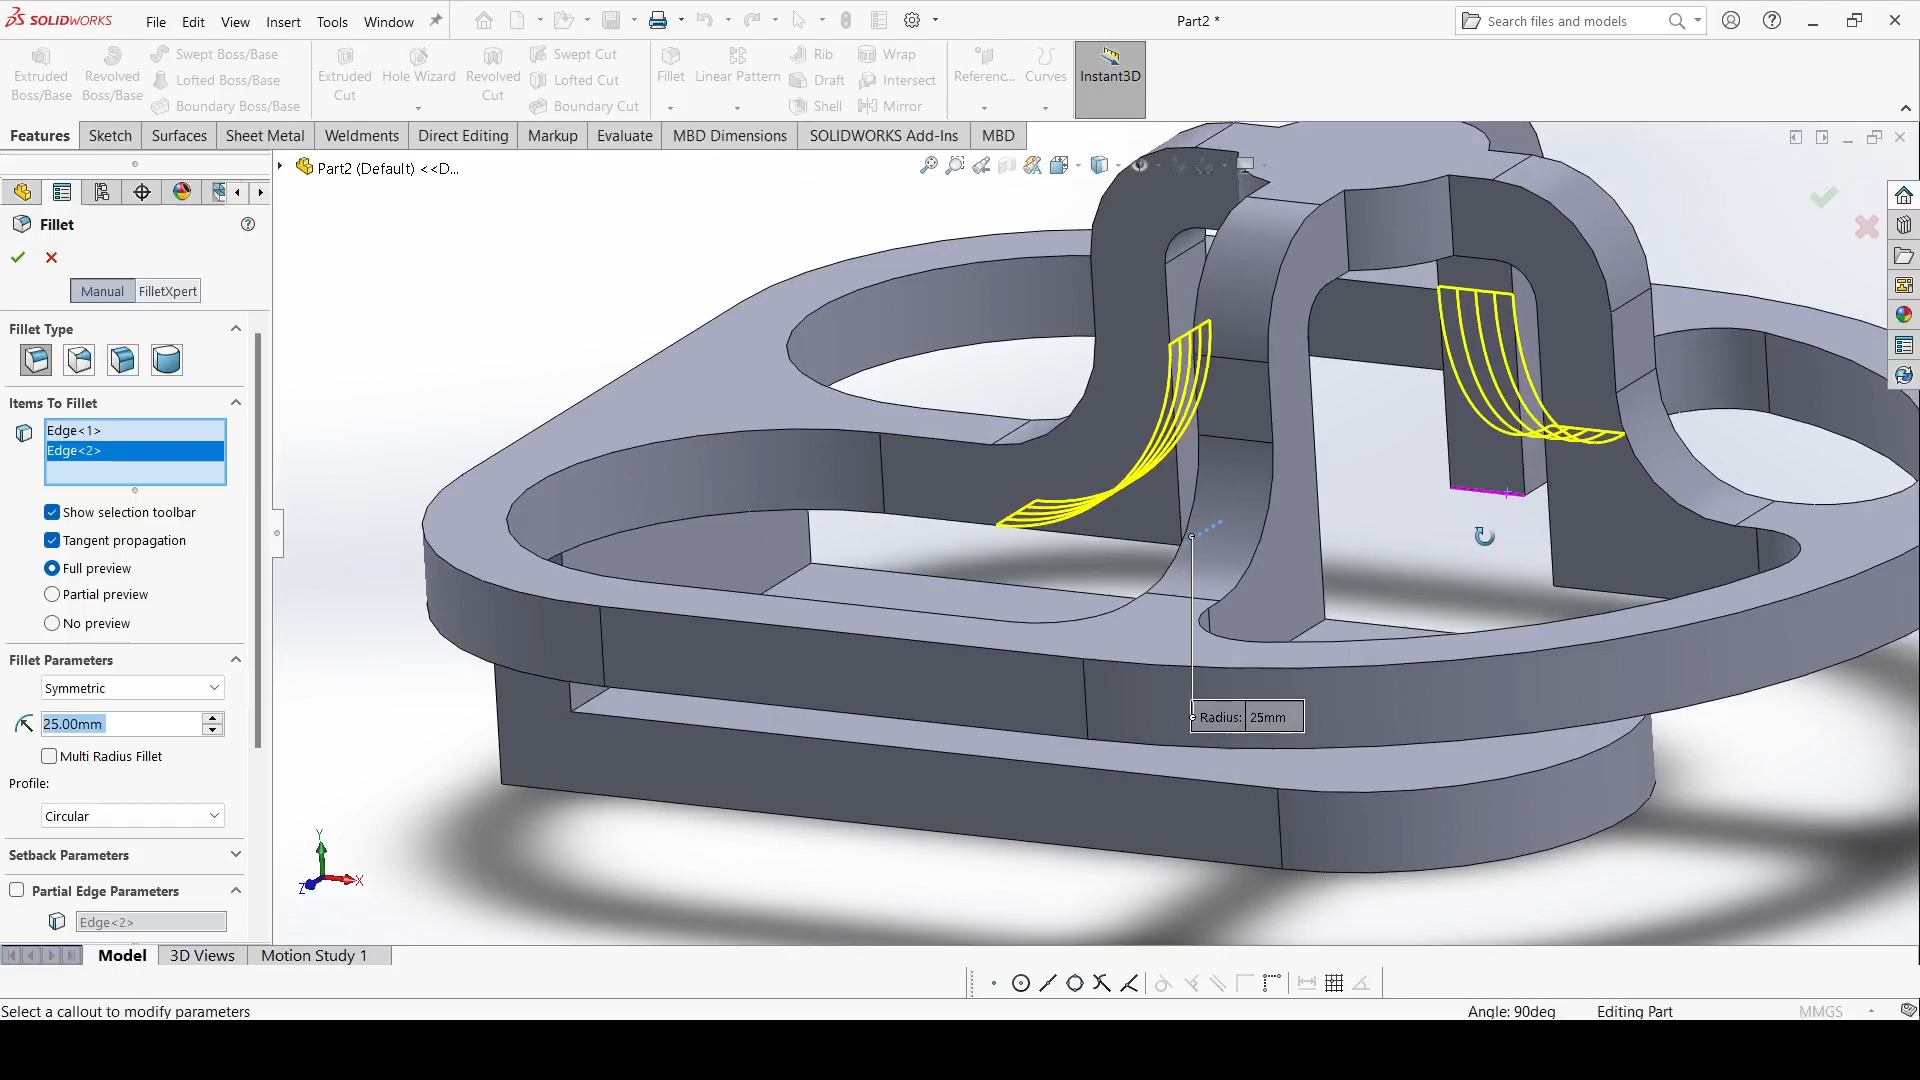 SOLIDWORKS File Edit View Insert Tools Window Part2 * Search files and models
Extruded Boss/Base
Revolved Boss/Base
Swept Boss/Base
Lofted Boss/Base
Boundary Boss/Base
Extruded Cut
Hole Wizard
Revolved Cut
Swept Cut
Lofted Cut
Boundary Cut
Fillet
Linear Pattern
Rib
Draft
Shell
Wrap
Intersect
Mirror
Referenc...
Curves
Instant3D
Features Sketch Surfaces Sheet Metal Weldments Direct Editing Markup Evaluate MBD Dimensions SOLIDWORKS Add-Ins MBD
Part2 (Default) <<D...
Fillet
Manual FilletXpert
Fillet Type
Items To Fillet
Edge<1>
Edge<2>
Show selection toolbar
Tangent propagation
Full preview
Partial preview
No preview
Fillet Parameters
Symmetric
25.00mm
Multi Radius Fillet
Profile:
Circular
Setback Parameters
Partial Edge Parameters
Edge<2>
Radius: 25mm
Y
X
Z
Model 3D Views Motion Study 1
Select a callout to modify parameters Angle: 90deg Editing Part MMGS